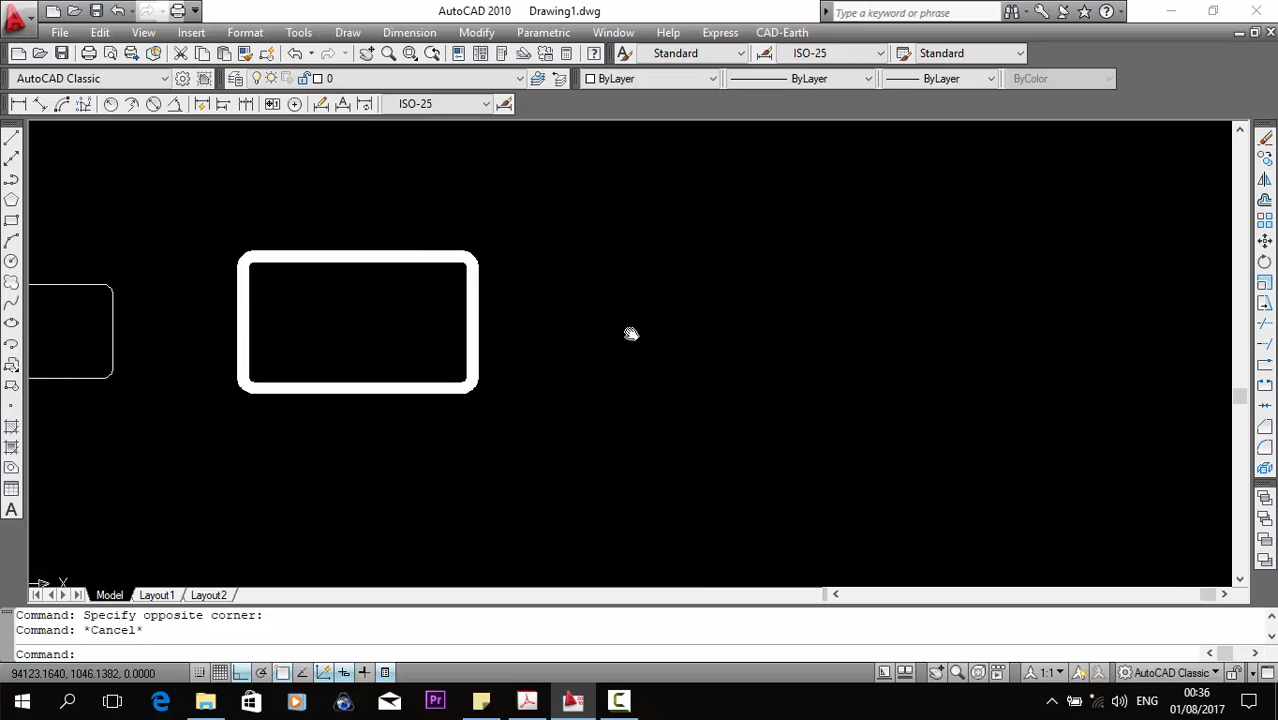 AutoCAD 2010 Drawing1.dwg
Type a keyword or phrase
File Edit View Insert Format Tools Draw Dimension Modify Parametric Window Help Express CAD-Earth
Standard ISO-25 Standard
AutoCAD Classic 0 ByLayer ByLayer ByLayer ByColor
ISO-25
A
X
Model Layout1 Layout2
Command: Specify opposite corner:
Command: *Cancel*
Command:
94123.1640, 1046.1382, 0.0000 1:1 AutoCAD Classic
Pr ENG 00:36
01/08/2017